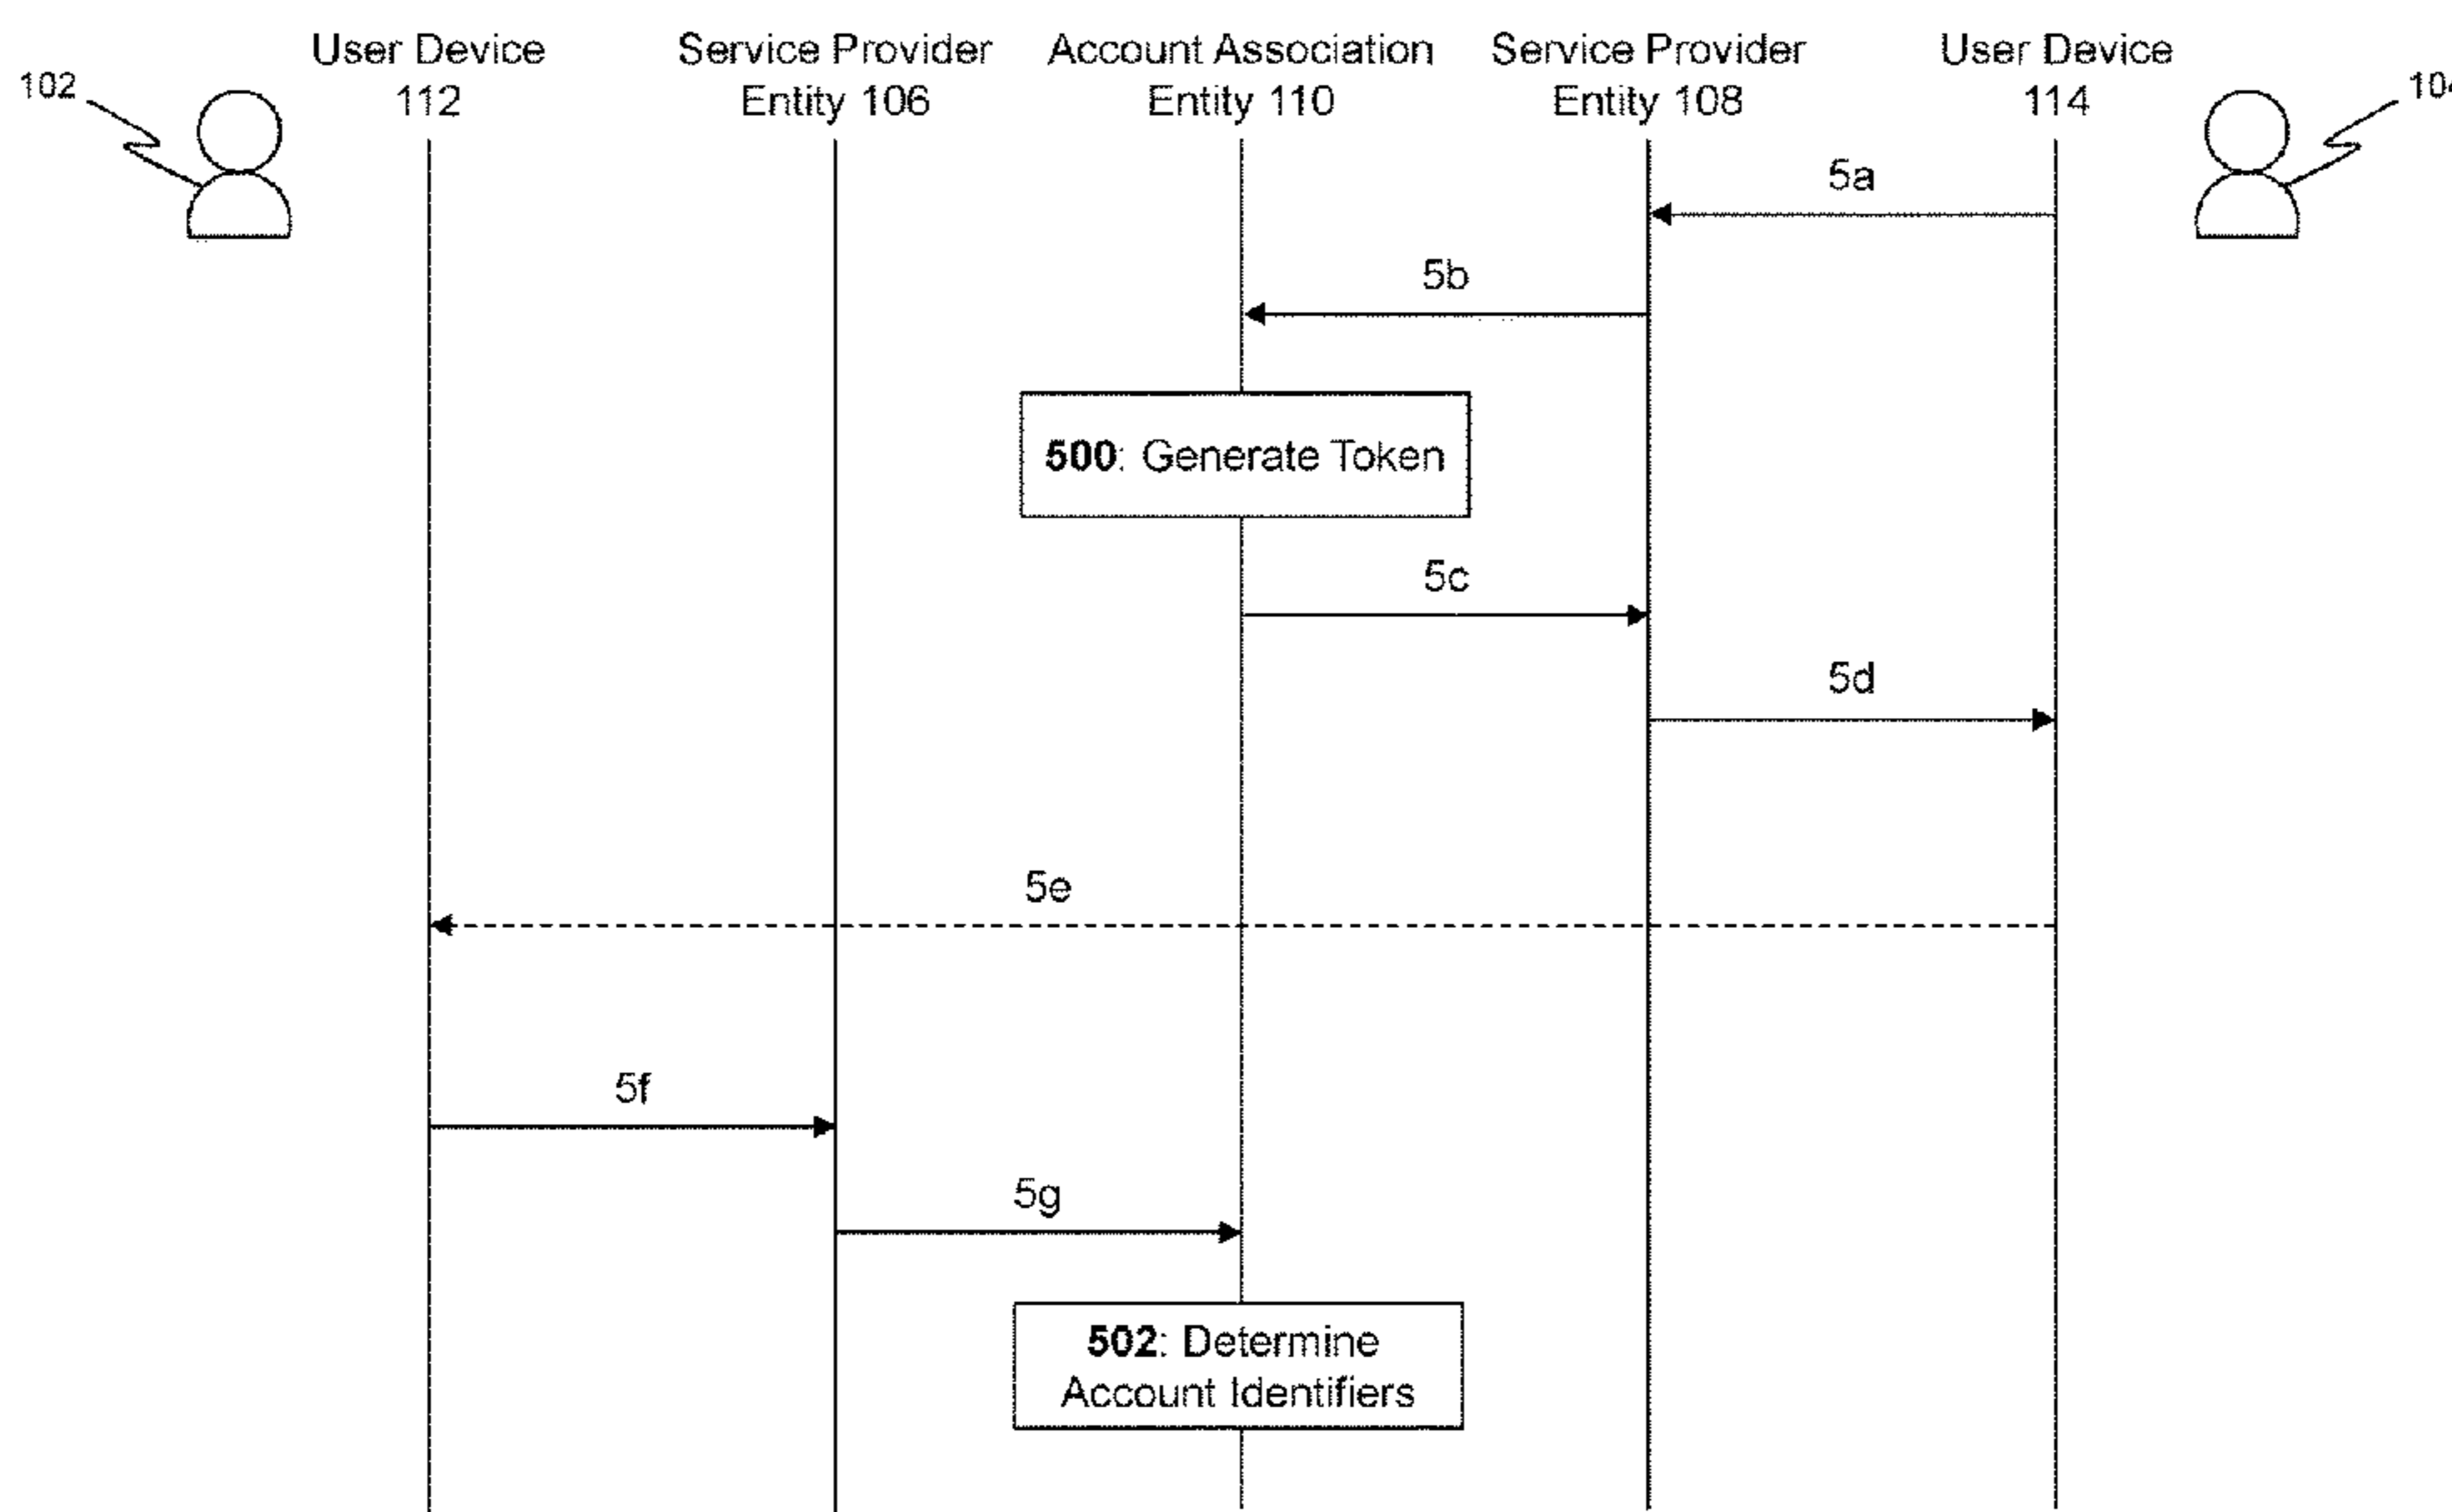 User Device
112
Service Provider
Entity 106
Account Association
Entity 110
Service Provider
Entity 108
User Device
114
102
104
5a
5b
500: Generate Token
5c
5d
5e
5f
5g
502: Determine
Account Identifiers